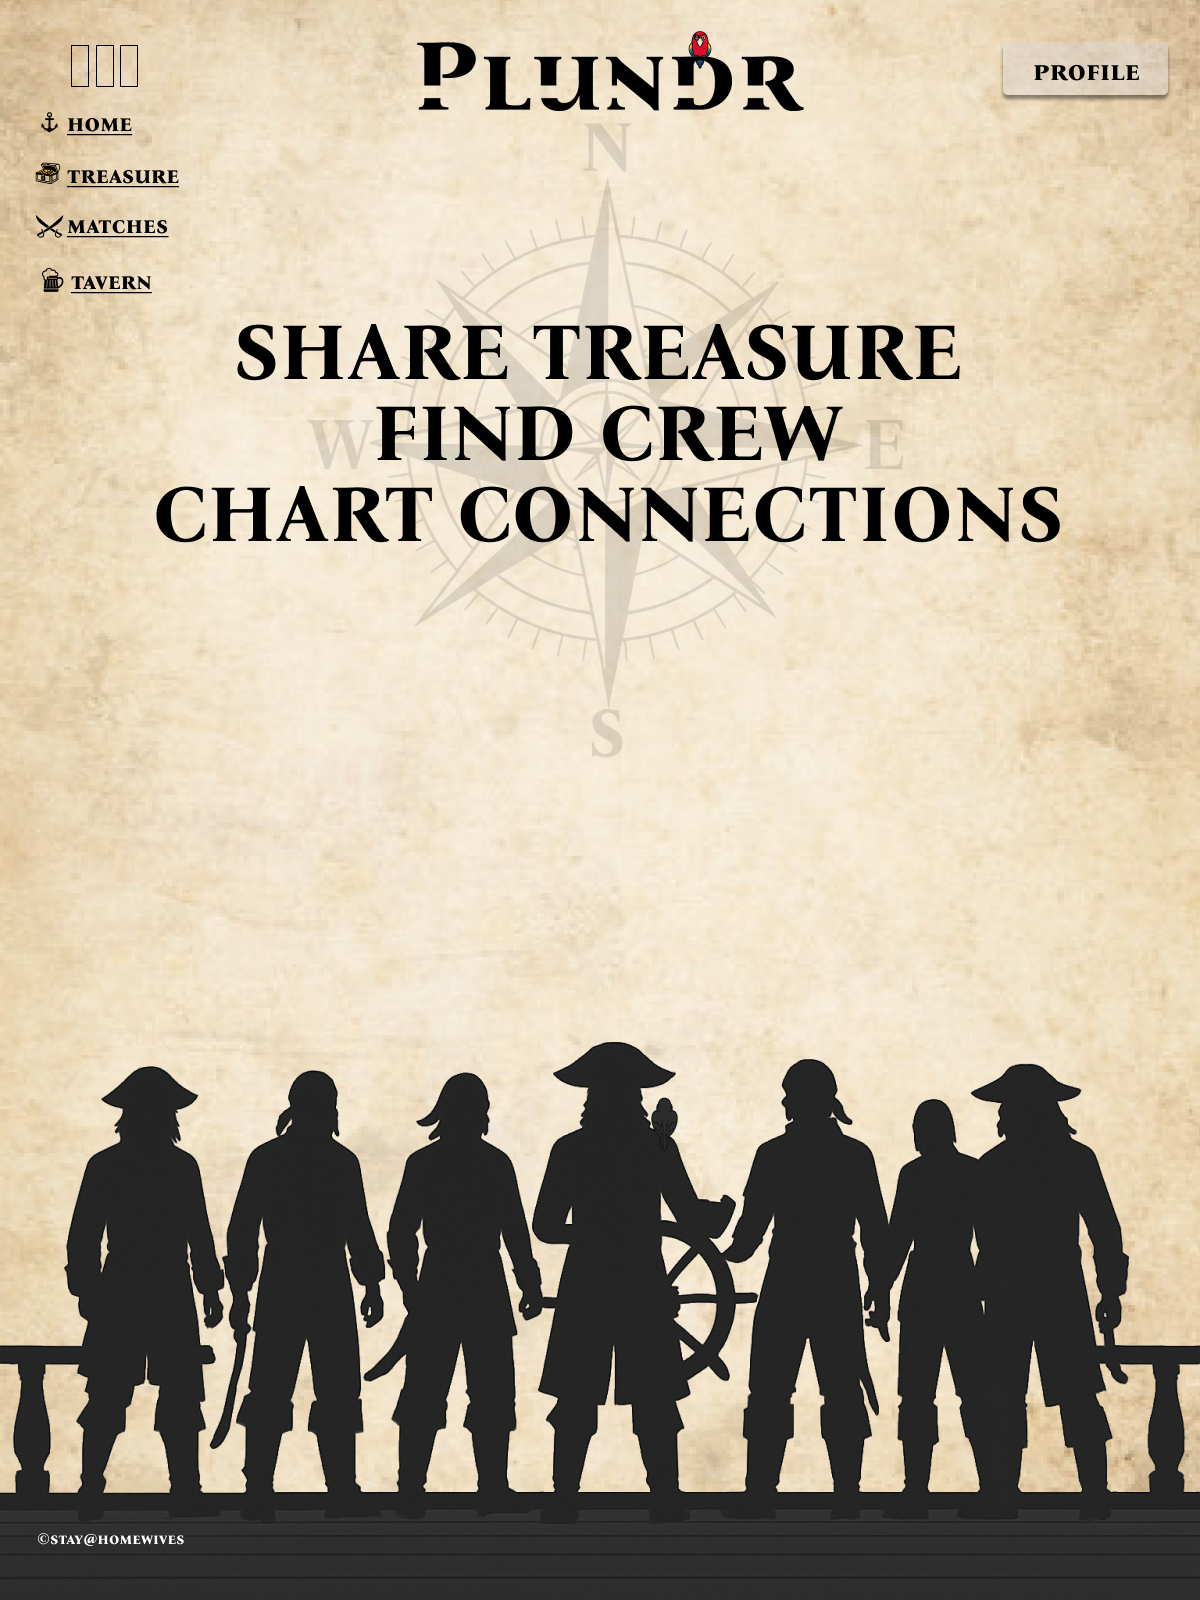 PLUNDR
PROFILE
HOME
TREASURE
MATCHES
TAVERN
N
SHARE TREASURE
W FIND CREW E
CHART CONNECTIONS
S
©STAY@HOMEWIVES